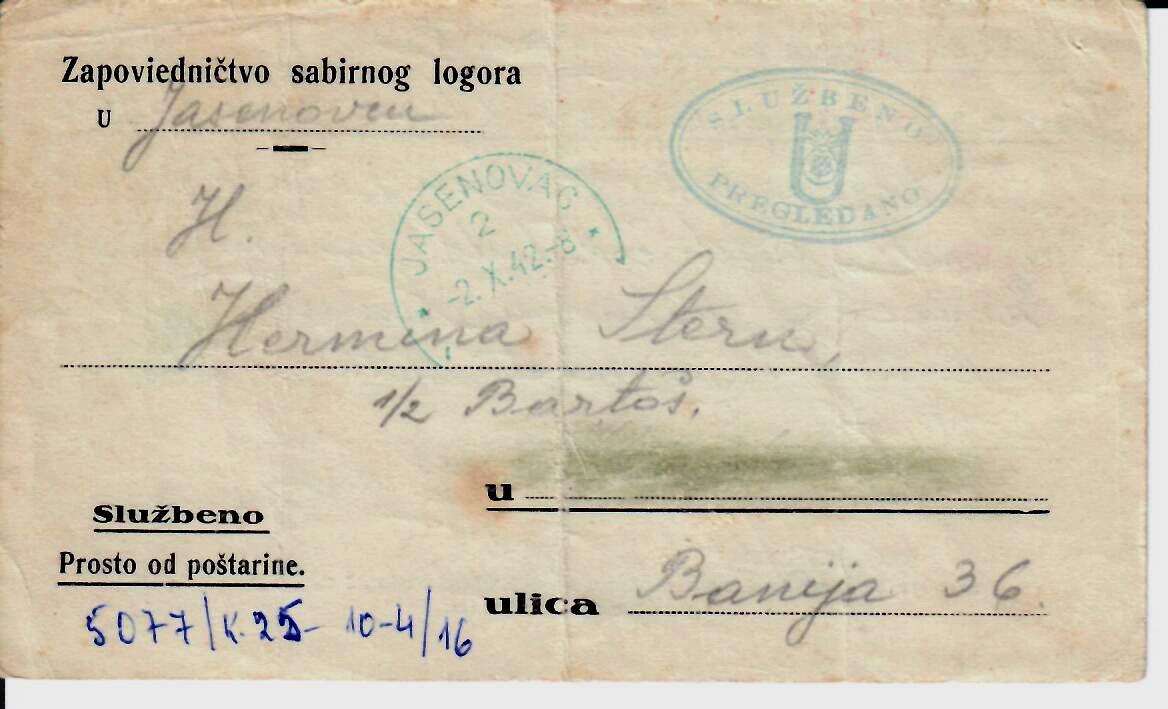 Zapoviedničtvo sabirnog logora
U Jasenovcu
SLUŽBENO
U
PREGLEDANO
JASENOVAC
2
-2. X. 42.-8
H.
Hermina Stern,
1/2 Bartoš.
u
Službeno
Prosto od poštarine.
ulica Banija 36.
5077/K.25- 10-4/16